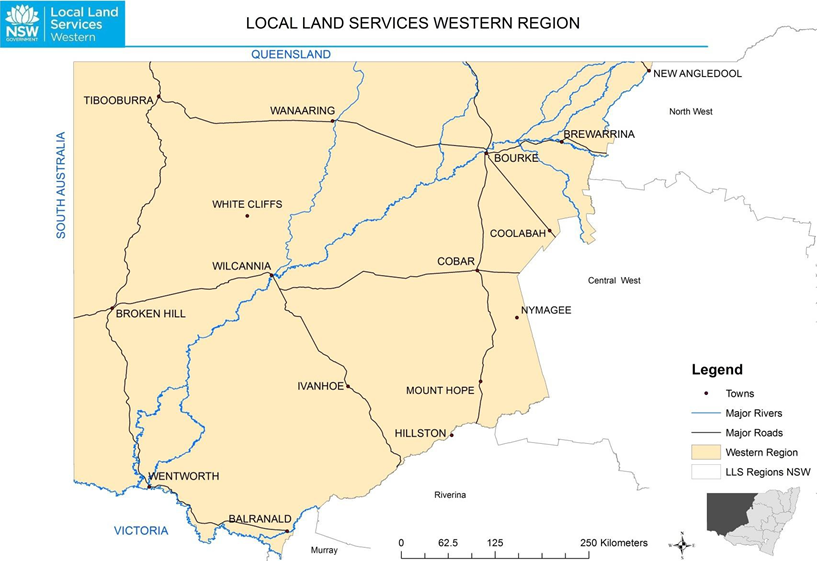 NSW
GOVERNMENT
Local Land
Services
Western
LOCAL LAND SERVICES WESTERN REGION
QUEENSLAND
NEW ANGLEDOOL
TIBOOBURRA
WANAARING
North West
BREWARRINA
BOURKE
SOUTH AUSTRALIA
WHITE CLIFFS
COOLABAH
WILCANNIA
COBAR
Central West
BROKEN HILL
NYMAGEE
IVANHOE
MOUNT HOPE
HILLSTON
WENTWORTH
Riverina
BALRANALD
VICTORIA
Murray
Legend
Towns
Major Rivers
Major Roads
Western Region
LLS Regions NSW
0 62.5 125 250 Kilometers